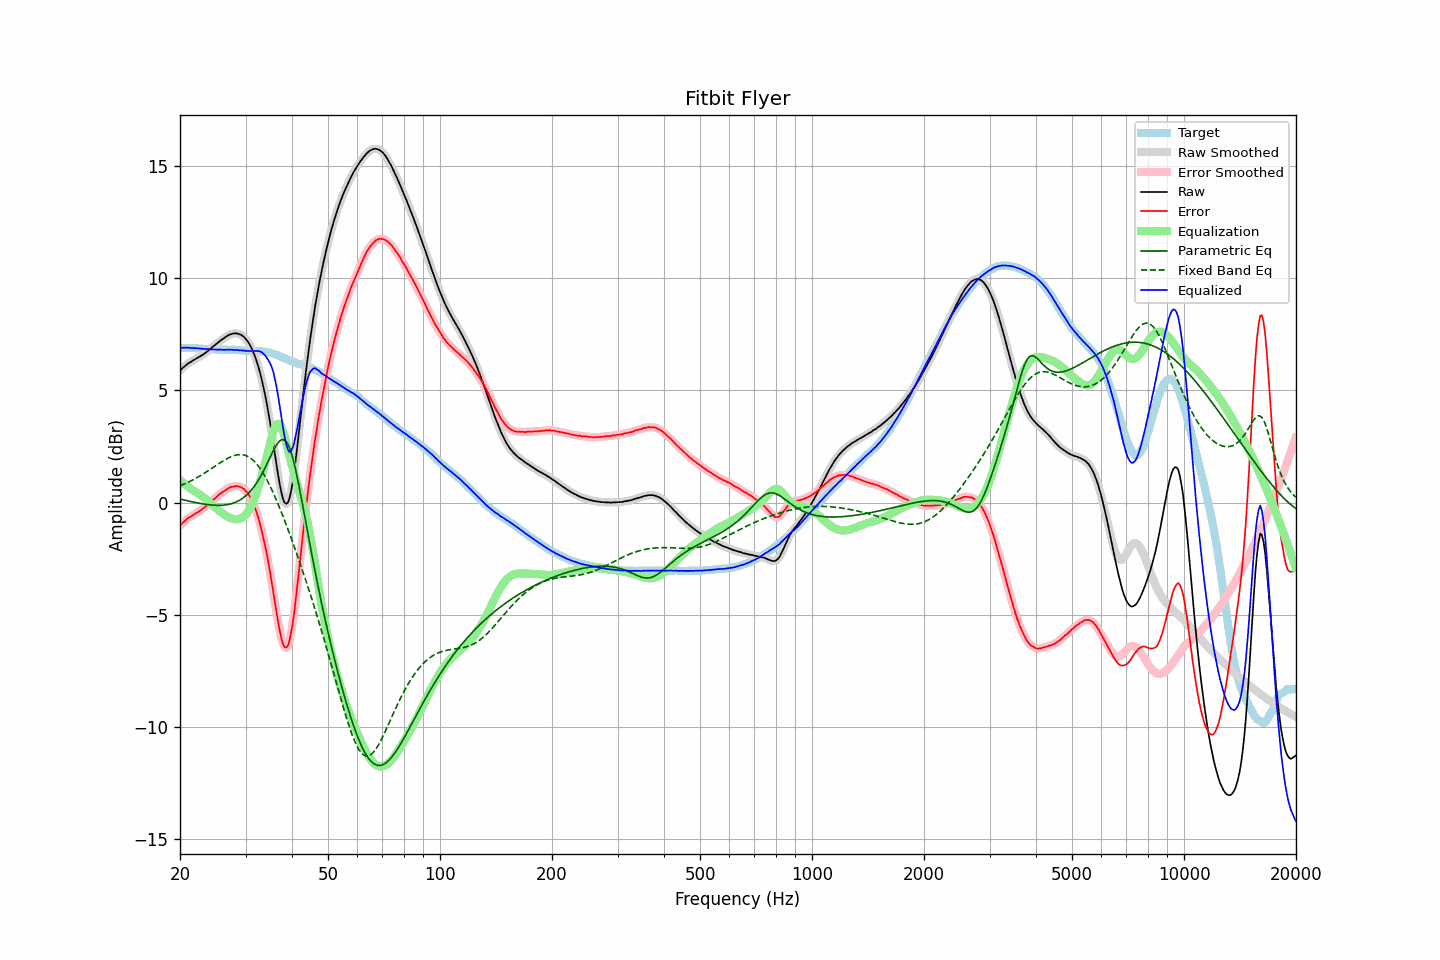 Fitbit Flyer
Amplitude (dBr)
15
10
5
0
−5
−10
−15
Target
Raw Smoothed
Error Smoothed
Raw
Error
Equalization
Parametric Eq
Fixed Band Eq
Equalized
20 50 100 200 500 1000 2000 5000 10000 20000
Frequency (Hz)